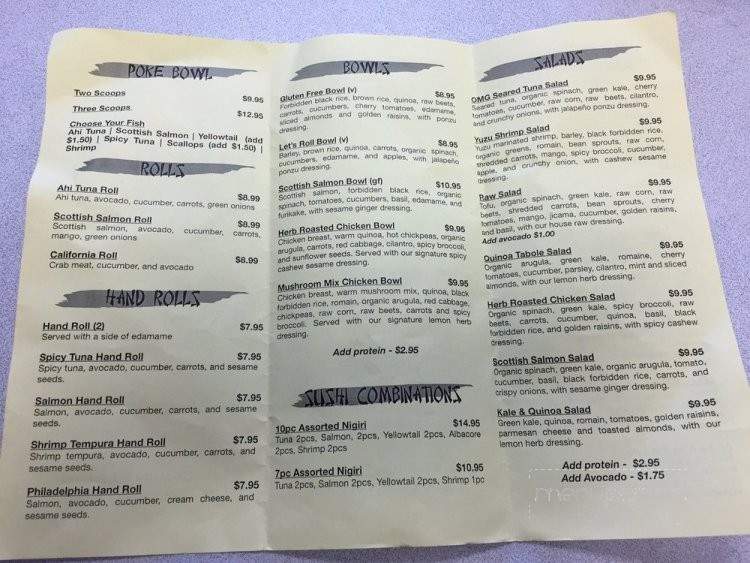 POKE BOWL
Two Scoops $9.95
Three Scoops $12.95
Choose Your Fish
Ahi Tuna | Scottish Salmon | Yellowtail (add
$1.50) | Spicy Tuna | Scallops (add $1.50) |
Shrimp
ROLLS
Ahi Tuna Roll $8.99
Ahi tuna, avocado, cucumber, carrots, green onions
Scottish Salmon Roll $8.99
Scottish salmon, avocado, cucumber, carrots,
mango, green onions
California Roll $8.99
Crab meat, cucumber, and avocado
HAND ROLLS
Hand Roll (2) $7.95
Served with a side of edamame
Spicy Tuna Hand Roll $7.95
Spicy tuna, avocado, cucumber, carrots, and sesame
seeds.
Salmon Hand Roll $7.95
Salmon, avocado, cucumber, carrots, and sesame
seeds.
Shrimp Tempura Hand Roll $7.95
Shrimp tempura, avocado, cucumber, carrots, and
sesame seeds.
Philadelphia Hand Roll $7.95
Salmon, avocado, cucumber, cream cheese, and
sesame seeds.
BOWLS
Gluten Free Bowl (v) $8.95
Forbidden black rice, brown rice, quinoa, raw beets,
carrots, cucumbers, cherry tomatoes, edamame,
sliced almonds and golden raisins, with ponzu
dressing.
Let's Roll Bowl (v) $8.95
Barley, brown rice, quinoa, carrots, organic spinach,
cucumbers, edamame, and apples, with jalapeño
ponzu dressing.
Scottish Salmon Bowl (gf) $10.95
Scottish salmon, forbidden black rice, organic
spinach, tomatoes, cucumbers, basil, edamame, and
furikake, with sesame ginger dressing.
Herb Roasted Chicken Bowl $9.95
Chicken breast, warm quinoa, hot chickpeas, organic
arugula, carrots, red cabbage, cilantro, spicy broccoli,
and sunflower seeds. Served with our signature spicy
cashew sesame dressing.
Mushroom Mix Chicken Bowl $9.95
Chicken breast, warm mushroom mix, quinoa, black
forbidden rice, romain, organic arugula, red cabbage,
chickpeas, raw corn, raw beets, carrots and spicy
broccoli. Served with our signature lemon herb
dressing.
Add protein - $2.95
SUSHI COMBINATIONS
10pc Assorted Nigiri $14.95
Tuna 2pcs, Salmon, 2pcs, Yellowtail 2pcs, Albacore
2pcs, Shrimp 2pcs
7pc Assorted Nigiri $10.95
Tuna 2pcs, Salmon 2pcs, Yellowtail 2pcs, Shrimp 1pc
SALADS
OMG Seared Tuna Salad $9.95
Seared tuna, organic spinach, green kale, cherry
tomatoes, cucumber, raw corn, raw beets, cilantro,
and crunchy onions, with jalapeño ponzu dressing.
Yuzu Shrimp Salad $9.95
Yuzu marinated shrimp, barley, black forbidden rice,
organic greens, romain, bean sprouts, raw corn,
shredded carrots, mango, spicy broccoli, cucumber,
apple, and crunchy onion, with cashew sesame
dressing.
Raw Salad $9.95
Tofu, organic spinach, green kale, raw corn, raw
beets, shredded carrots, bean sprouts, cherry
tomatoes, mango, jicama, cucumber, golden raisins,
and basil, with our house raw dressing.
Add avocado $1.00
Quinoa Tabole Salad $9.95
Organic arugula, green kale, romaine, cherry
tomatoes, cucumber, parsley, cilantro, mint and sliced
almonds, with our lemon herb dressing.
Herb Roasted Chicken Salad $9.95
Organic spinach, green kale, spicy broccoli, raw
beets, carrots, cucumber, quinoa, basil, black
forbidden rice, and golden raisins, with spicy cashew
dressing.
Scottish Salmon Salad $9.95
Organic spinach, green kale, organic arugula, tomato,
cucumber, basil, black forbidden rice, carrots, and
crispy onions, with sesame ginger dressing.
Kale & Quinoa Salad $9.95
Green kale, quinoa, romain, tomatoes, golden raisins,
parmesan cheese and toasted almonds, with our
lemon herb dressing.
Add protein - $2.95
Add Avocado - $1.75